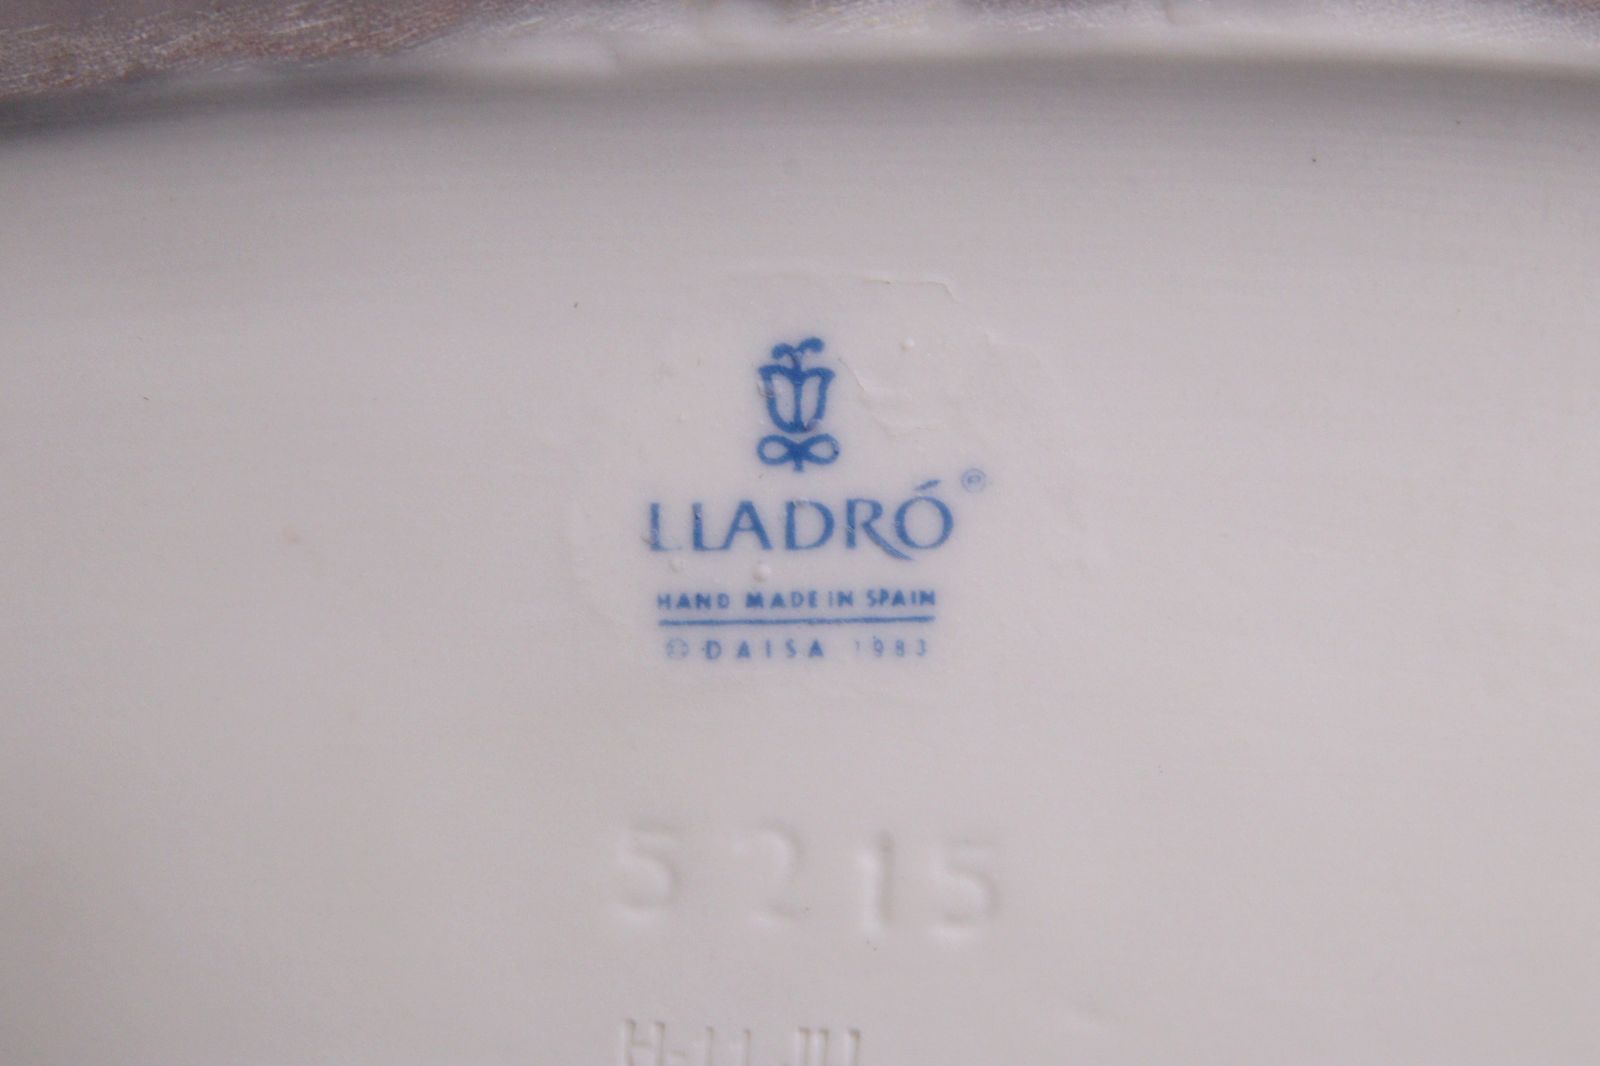 LLADRÓ ®
HAND MADE IN SPAIN
© DAISA 1983
5215